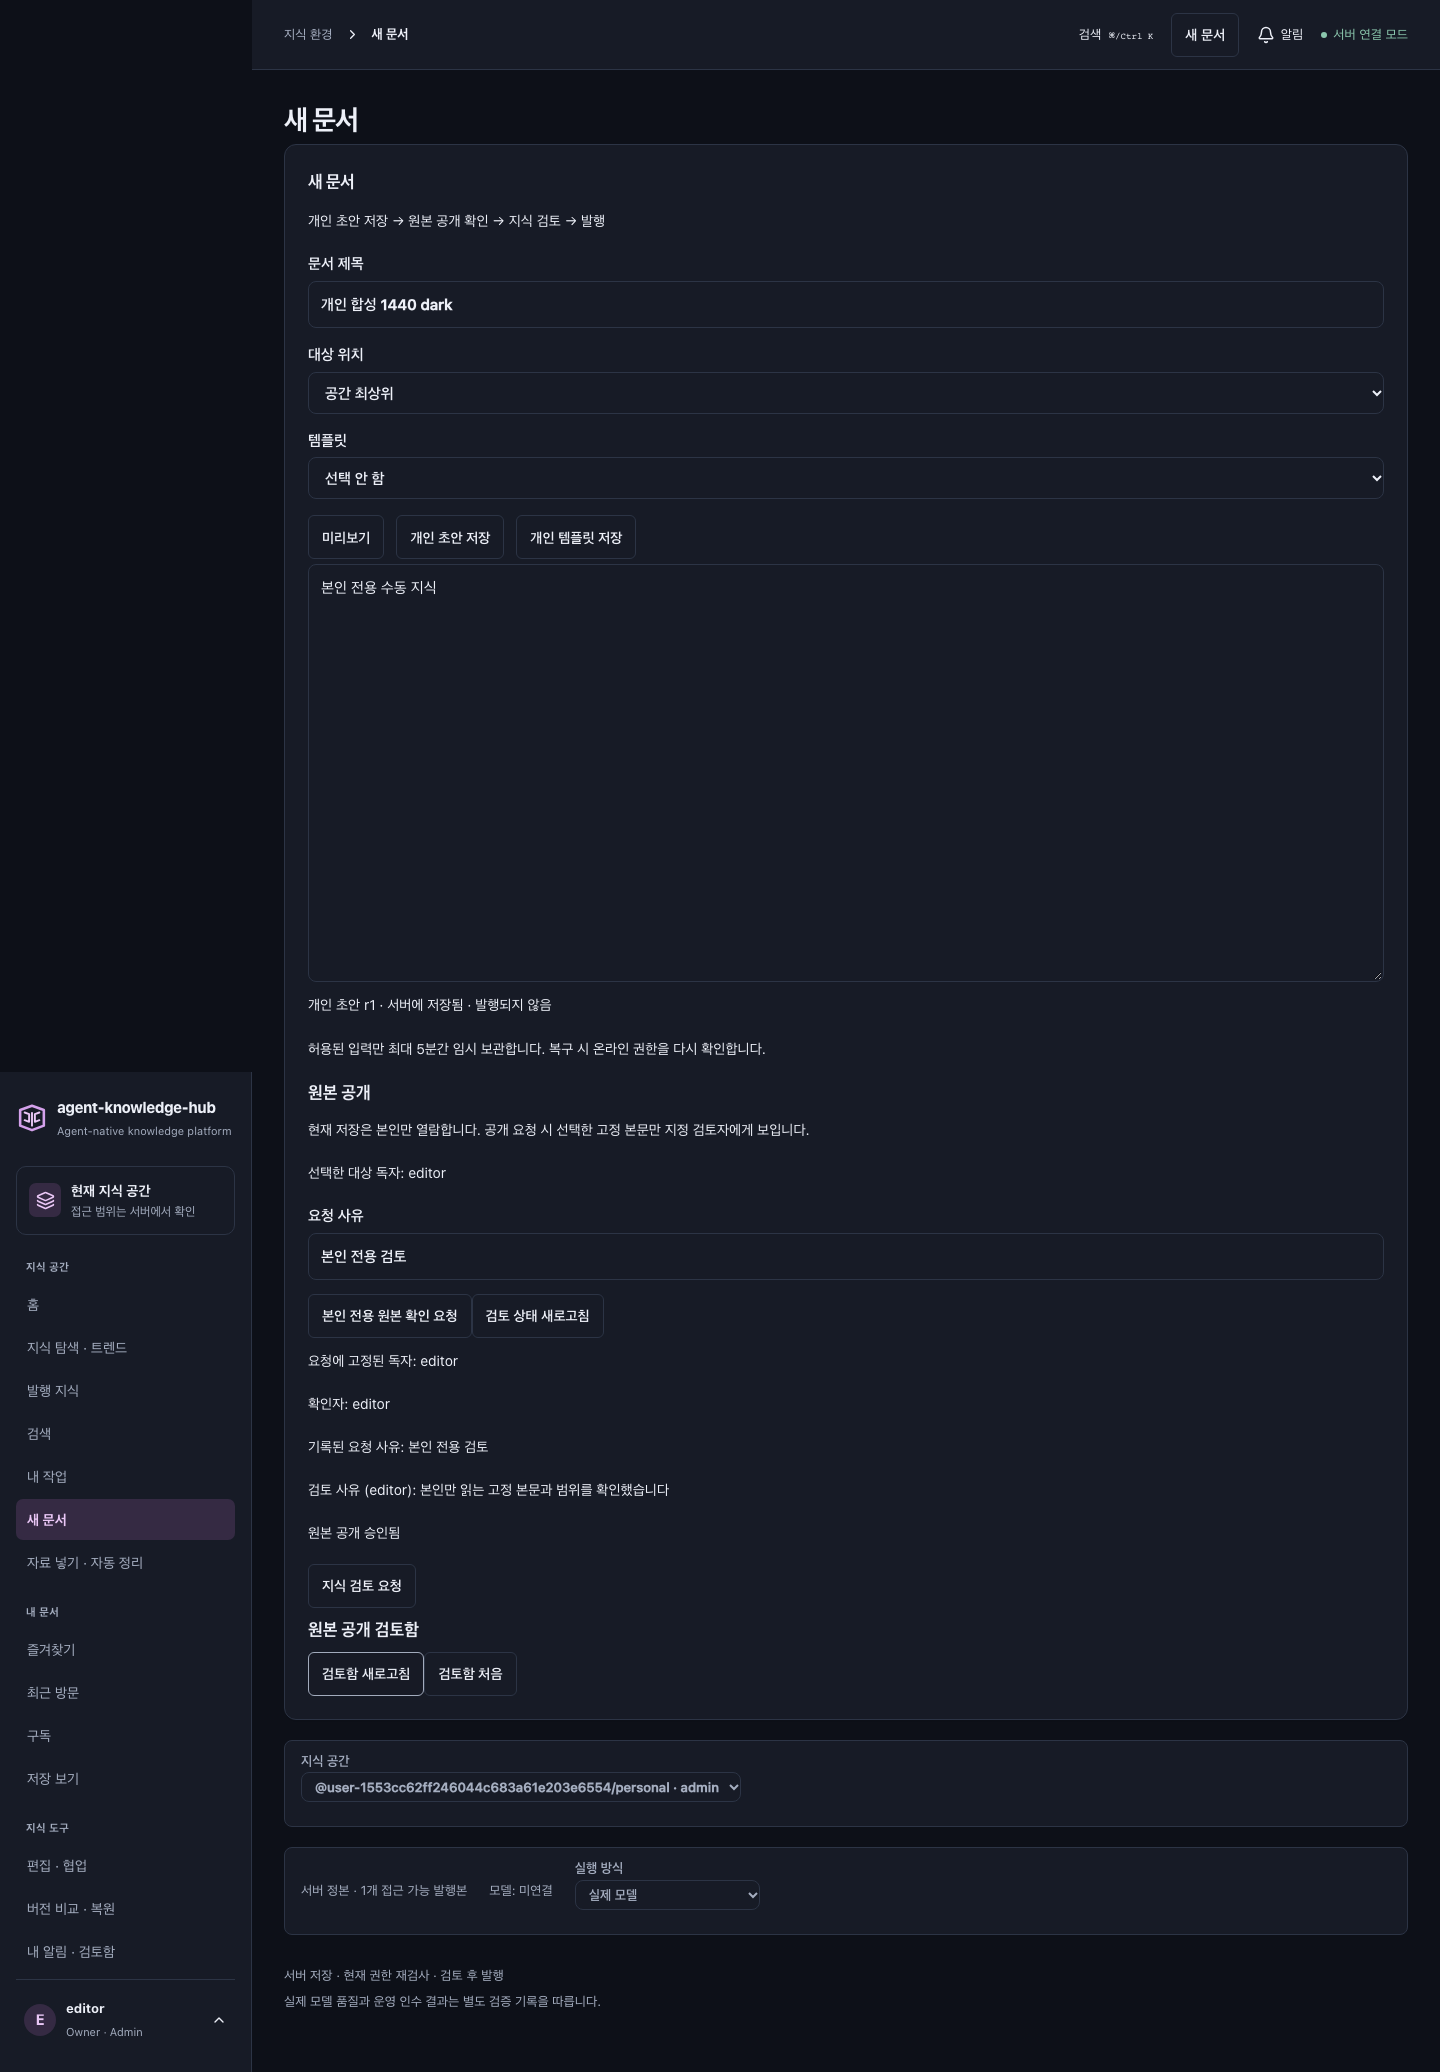 지식 환경 > 새 문서
검색 ⌘/Ctrl K
새 문서
알림
서버 연결 모드
새 문서
새 문서
개인 초안 저장 → 원본 공개 확인 → 지식 검토 → 발행
문서 제목
개인 합성 1440 dark
대상 위치
공간 최상위
템플릿
선택 안 함
미리보기
개인 초안 저장
개인 템플릿 저장
본인 전용 수동 지식
개인 초안 r1 · 서버에 저장됨 · 발행되지 않음
허용된 입력만 최대 5분간 임시 보관합니다. 복구 시 온라인 권한을 다시 확인합니다.
원본 공개
현재 저장은 본인만 열람합니다. 공개 요청 시 선택한 고정 본문만 지정 검토자에게 보입니다.
선택한 대상 독자: editor
요청 사유
본인 전용 검토
본인 전용 원본 확인 요청
검토 상태 새로고침
요청에 고정된 독자: editor
확인자: editor
기록된 요청 사유: 본인 전용 검토
검토 사유 (editor): 본인만 읽는 고정 본문과 범위를 확인했습니다
원본 공개 승인됨
지식 검토 요청
원본 공개 검토함
검토함 새로고침
검토함 처음
지식 공간
@user-1553cc62ff246044c683a61e203e6554/personal · admin
서버 정본 · 1개 접근 가능 발행본
모델: 미연결
실행 방식
실제 모델
서버 저장 · 현재 권한 재검사 · 검토 후 발행
실제 모델 품질과 운영 인수 결과는 별도 검증 기록을 따릅니다.
agent-knowledge-hub
Agent-native knowledge platform
현재 지식 공간
접근 범위는 서버에서 확인
지식 공간
홈
지식 탐색 · 트렌드
발행 지식
검색
내 작업
새 문서
자료 넣기 · 자동 정리
내 문서
즐겨찾기
최근 방문
구독
저장 보기
지식 도구
편집 · 협업
버전 비교 · 복원
내 알림 · 검토함
E
editor
Owner · Admin